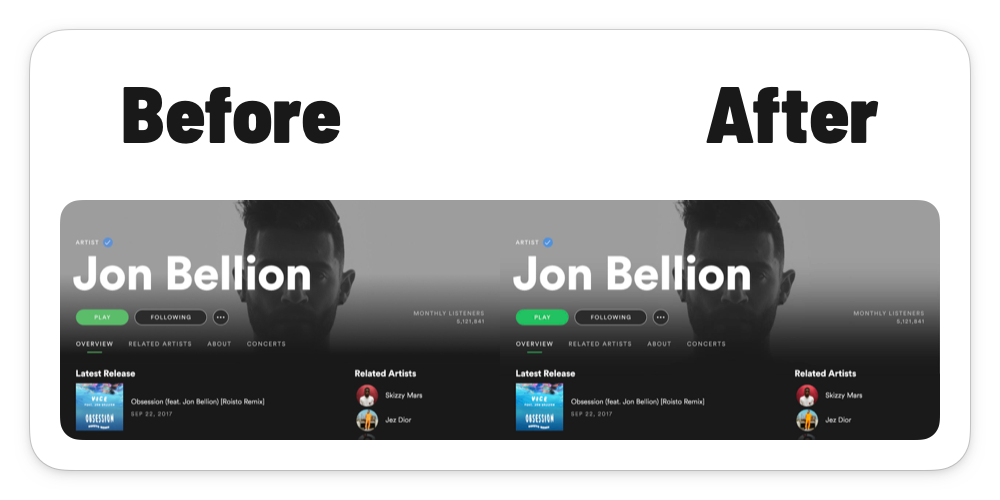 Before
After
ARTIST
Jon Bellion
PLAY
FOLLOWING
MONTHLY LISTENERS
5,121,841
OVERVIEW
RELATED ARTISTS
ABOUT
CONCERTS
Latest Release
Related Artists
VICE
OBSESSION
Obsession (feat. Jon Bellion) [Roisto Remix]
SEP 22, 2017
Skizzy Mars
Jez Dior
ARTIST
Jon Bellion
PLAY
FOLLOWING
MONTHLY LISTENERS
5,121,841
OVERVIEW
RELATED ARTISTS
ABOUT
CONCERTS
Latest Release
Related Artists
VICE
OBSESSION
Obsession (feat. Jon Bellion) [Roisto Remix]
SEP 22, 2017
Skizzy Mars
Jez Dior